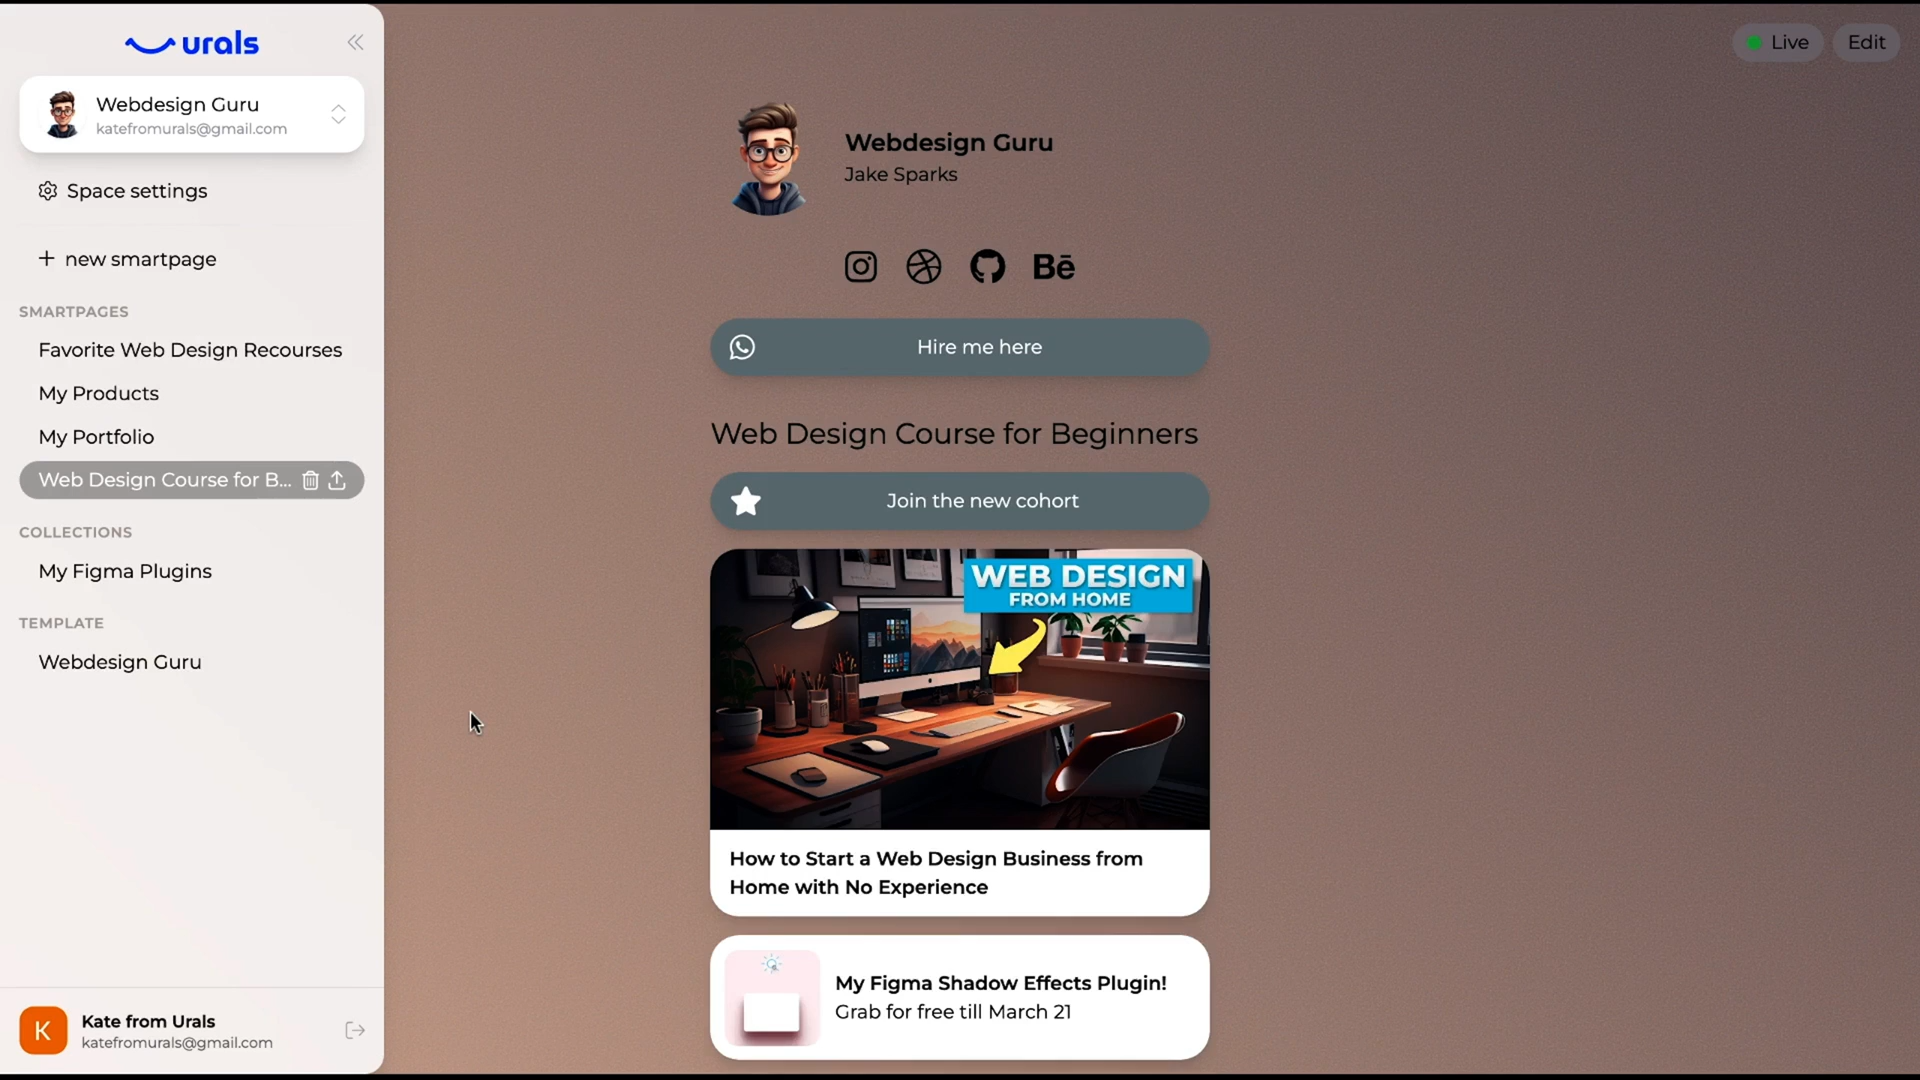 urals
Webdesign Guru
katefromurals@gmail.com
Space settings
new smartpage
SMARTPAGES
Favorite Web Design Recourses
My Products
My Portfolio
Web Design Course for B...
COLLECTIONS
My Figma Plugins
TEMPLATE
Webdesign Guru
K
Kate from Urals
katefromurals@gmail.com
Live
Edit
Webdesign Guru
Jake Sparks
Bē
Hire me here
Web Design Course for Beginners
Join the new cohort
WEB DESIGN
FROM HOME
How to Start a Web Design Business from
Home with No Experience
My Figma Shadow Effects Plugin!
Grab for free till March 21